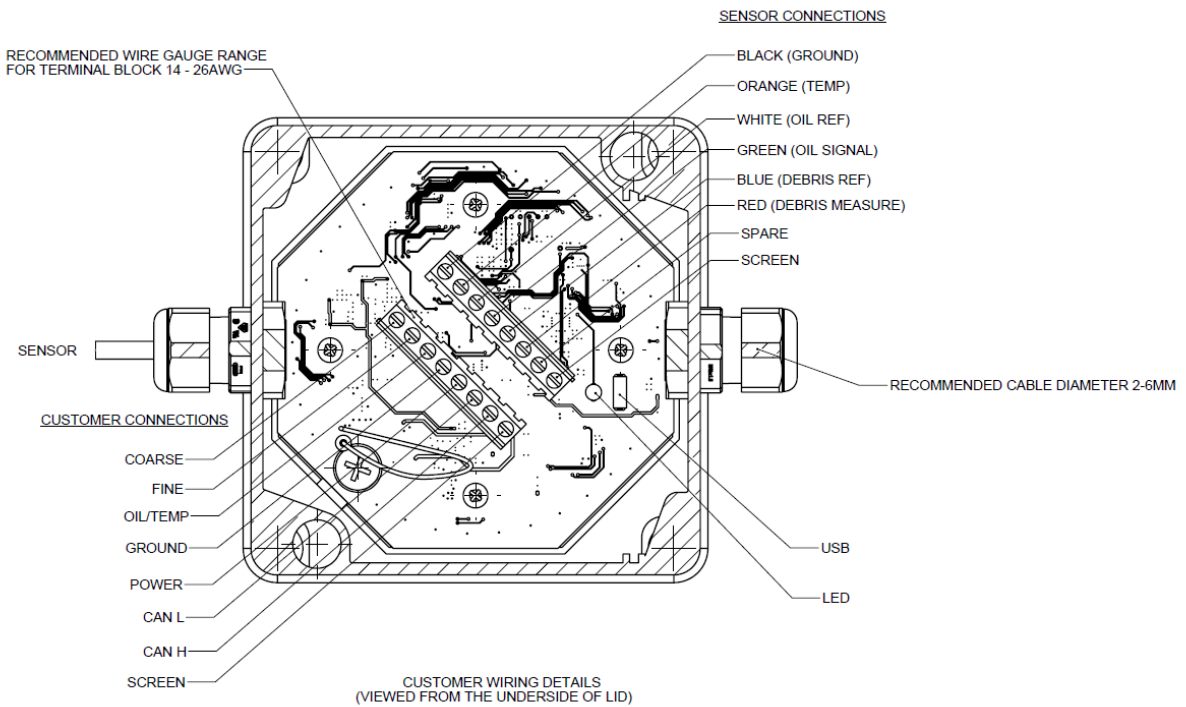 SENSOR CONNECTIONS
RECOMMENDED WIRE GAUGE RANGE
FOR TERMINAL BLOCK 14 - 26AWG
BLACK (GROUND)
ORANGE (TEMP)
WHITE (OIL REF)
GREEN (OIL SIGNAL)
BLUE (DEBRIS REF)
RED (DEBRIS MEASURE)
SPARE
SCREEN
SENSOR
RECOMMENDED CABLE DIAMETER 2-6MM
CUSTOMER CONNECTIONS
COARSE
FINE
OIL/TEMP
GROUND
POWER
CAN L
CAN H
SCREEN
USB
LED
CUSTOMER WIRING DETAILS
(VIEWED FROM THE UNDERSIDE OF LID)